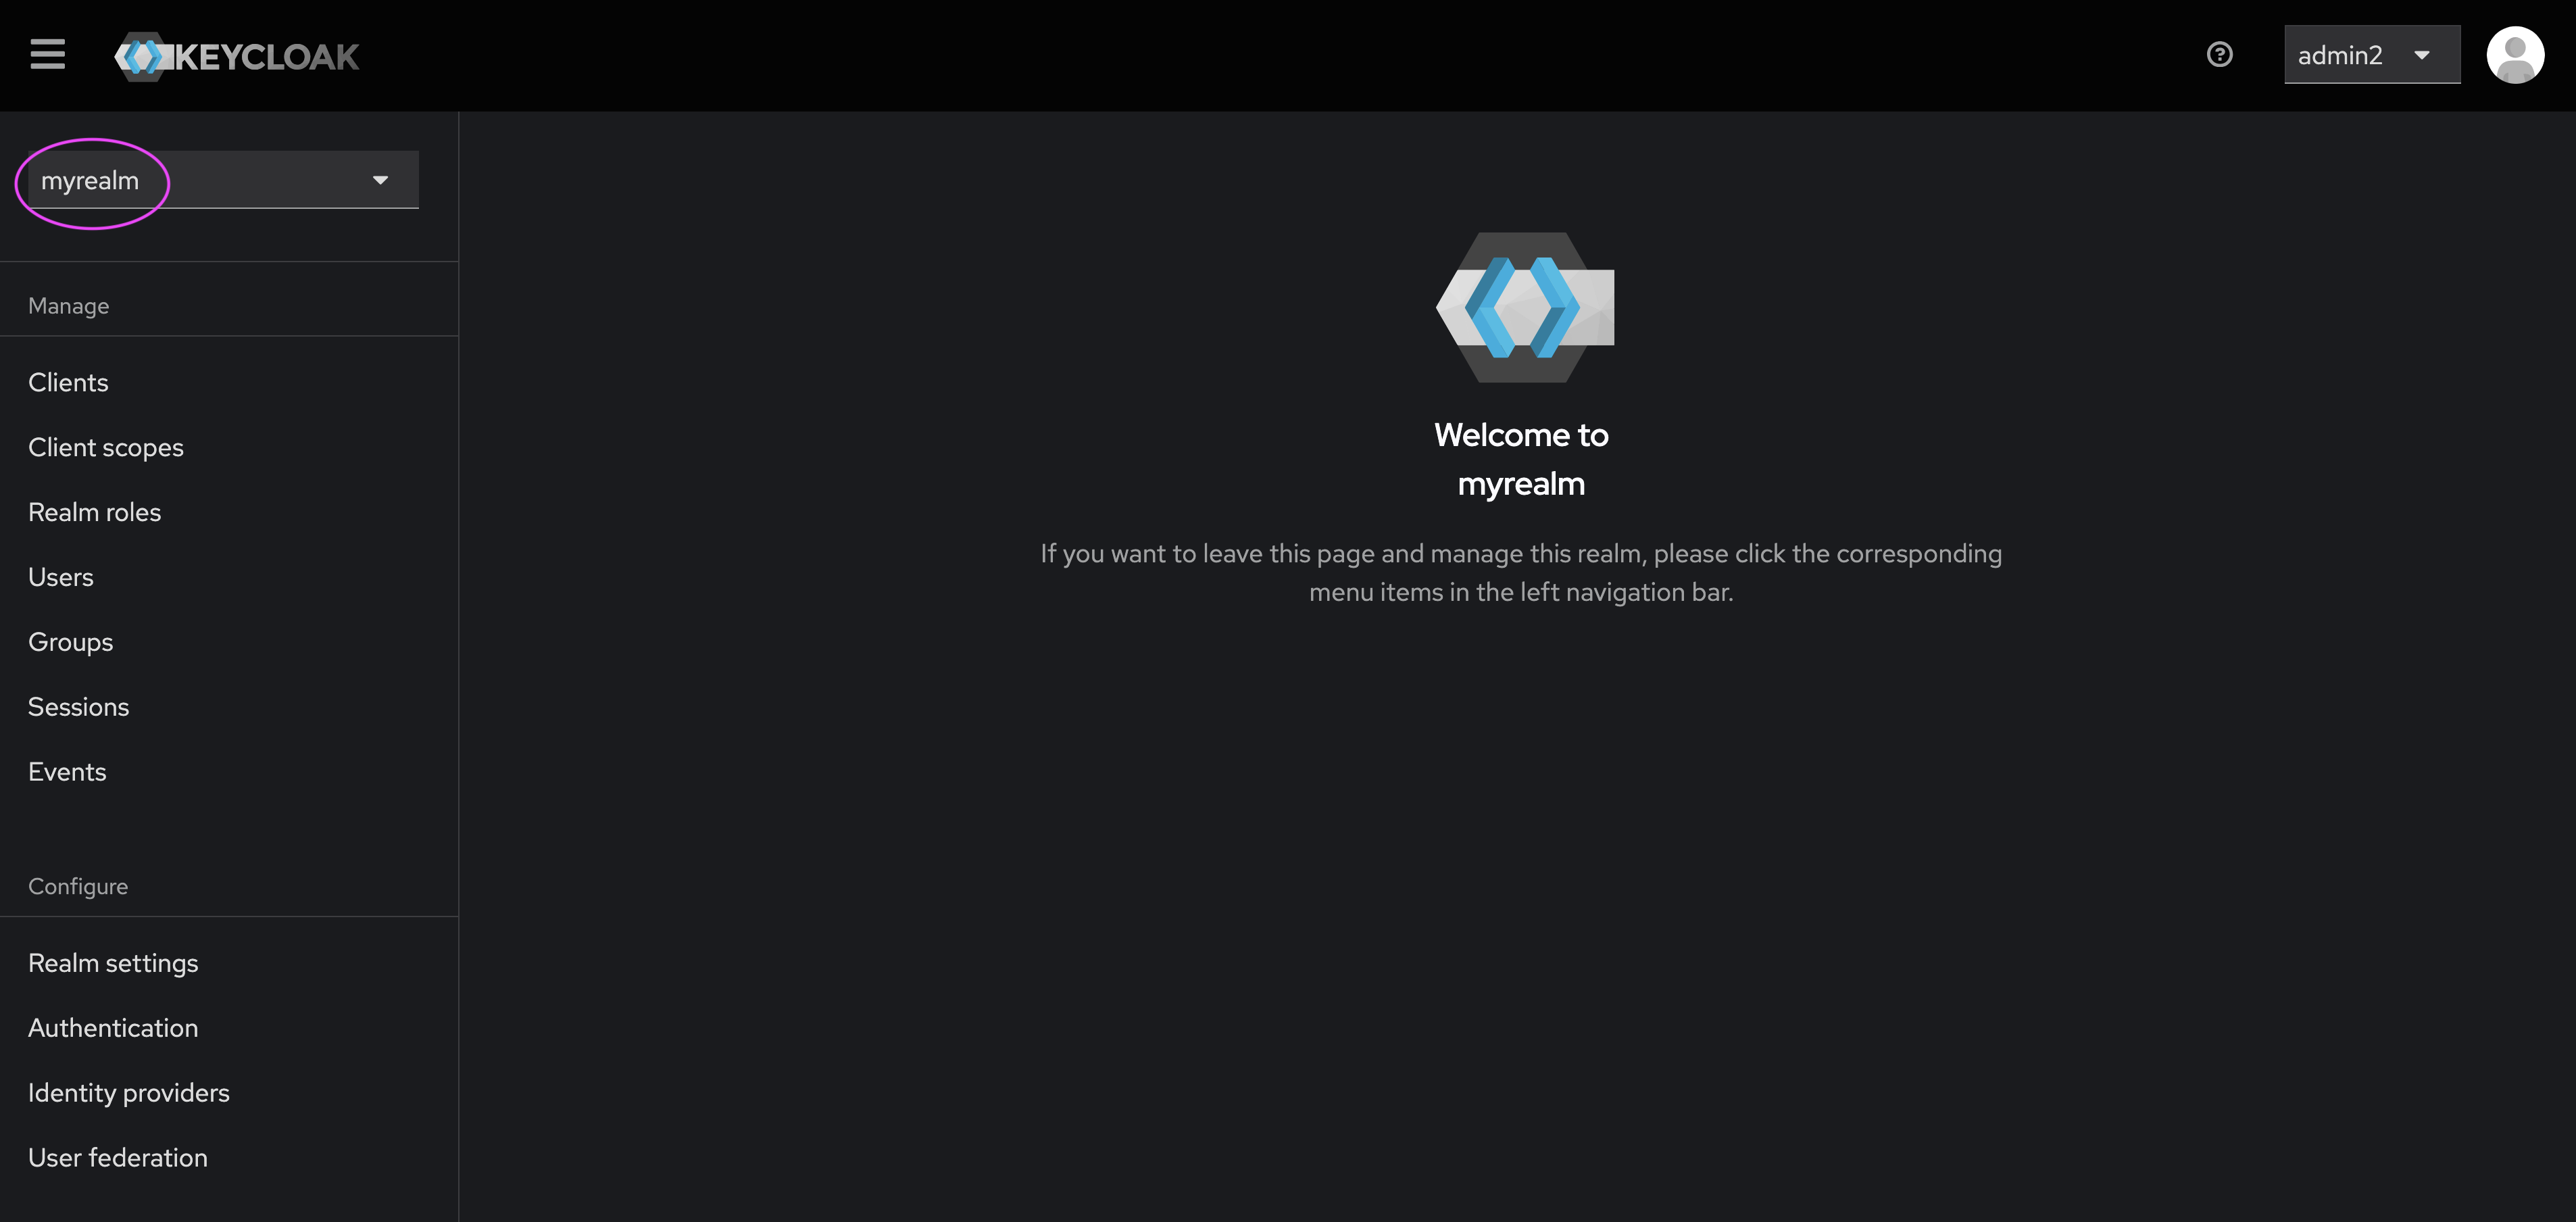 KEYCLOAK
admin2
myrealm
Manage
Clients
Client scopes
Realm roles
Users
Groups
Sessions
Events
Configure
Realm settings
Authentication
Identity providers
User federation
Welcome to
myrealm
If you want to leave this page and manage this realm, please click the corresponding
menu items in the left navigation bar.